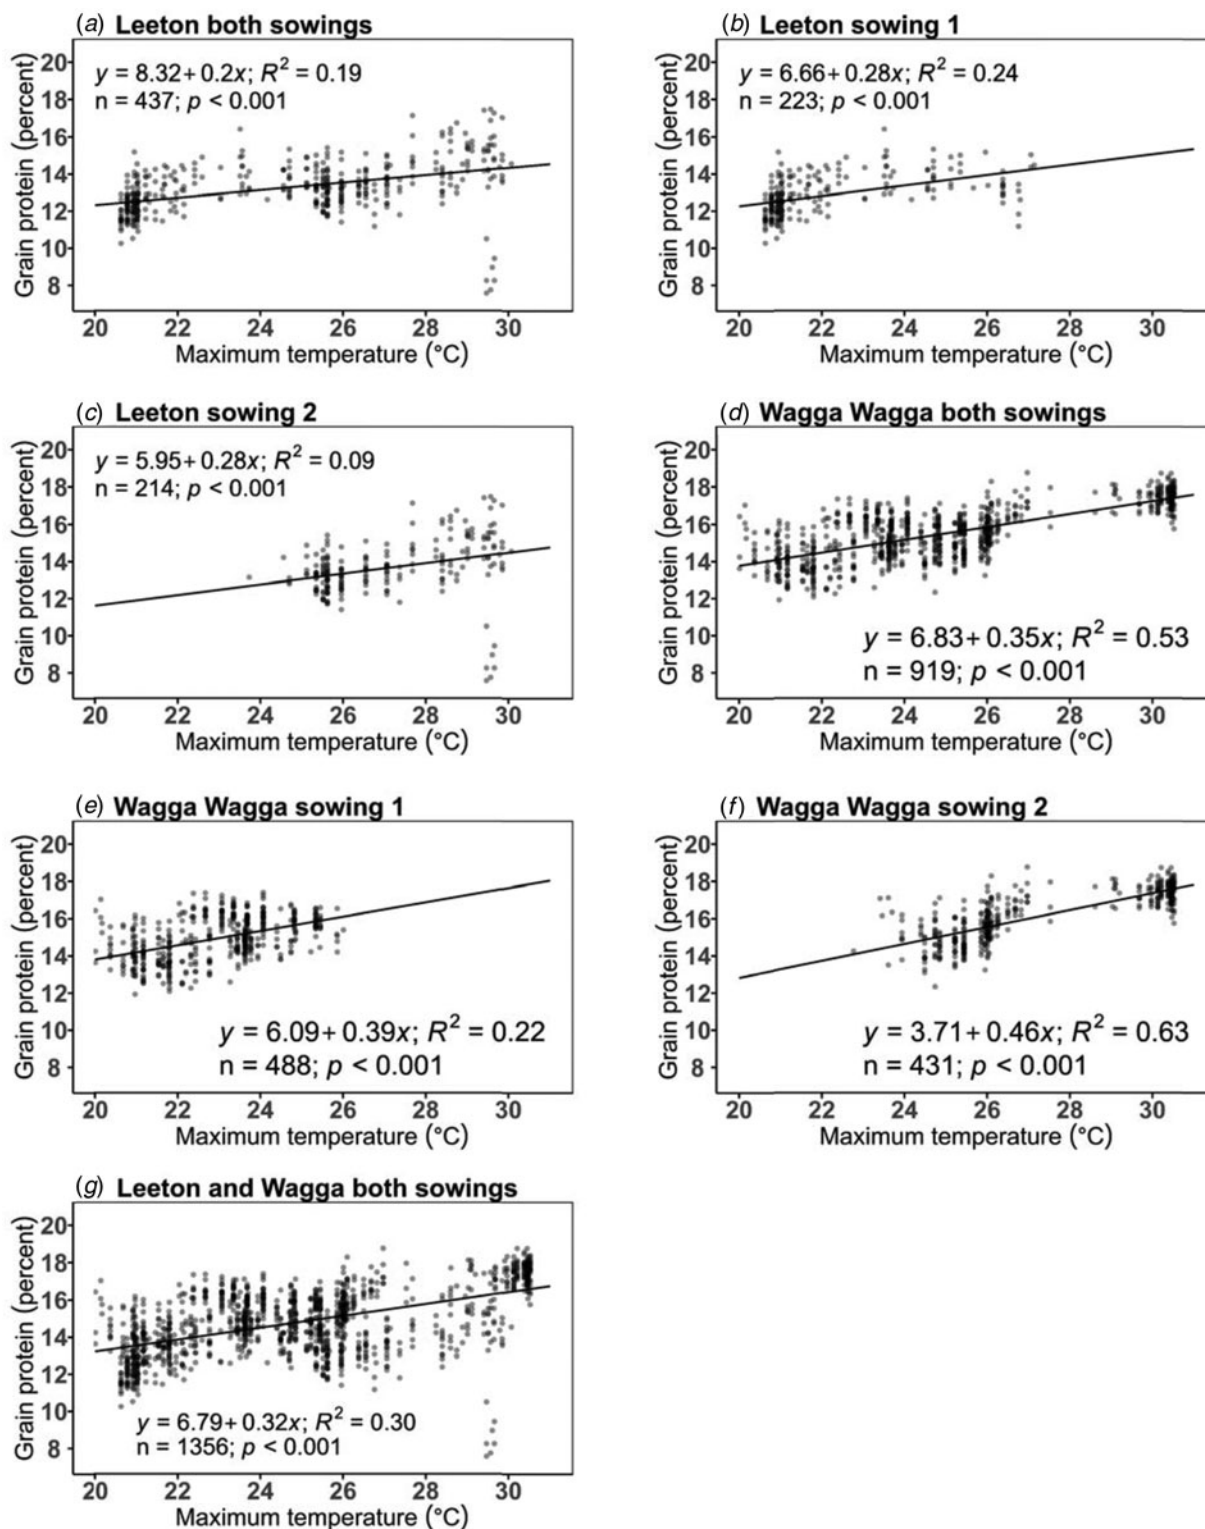 (a) Leeton both sowings
y = 8.32 + 0.2x; R² = 0.19
n = 437; p < 0.001
Grain protein (percent)
20
18
16
14
12
10
8
20 22 24 26 28 30
Maximum temperature (°C)
(b) Leeton sowing 1
y = 6.66 + 0.28x; R² = 0.24
n = 223; p < 0.001
Grain protein (percent)
20
18
16
14
12
10
8
20 22 24 26 28 30
Maximum temperature (°C)
(c) Leeton sowing 2
y = 5.95 + 0.28x; R² = 0.09
n = 214; p < 0.001
Grain protein (percent)
20
18
16
14
12
10
8
20 22 24 26 28 30
Maximum temperature (°C)
(d) Wagga Wagga both sowings
y = 6.83 + 0.35x; R² = 0.53
n = 919; p < 0.001
Grain protein (percent)
20
18
16
14
12
10
8
20 22 24 26 28 30
Maximum temperature (°C)
(e) Wagga Wagga sowing 1
y = 6.09 + 0.39x; R² = 0.22
n = 488; p < 0.001
Grain protein (percent)
20
18
16
14
12
10
8
20 22 24 26 28 30
Maximum temperature (°C)
(f) Wagga Wagga sowing 2
y = 3.71 + 0.46x; R² = 0.63
n = 431; p < 0.001
Grain protein (percent)
20
18
16
14
12
10
8
20 22 24 26 28 30
Maximum temperature (°C)
(g) Leeton and Wagga both sowings
y = 6.79 + 0.32x; R² = 0.30
n = 1356; p < 0.001
Grain protein (percent)
20
18
16
14
12
10
8
20 22 24 26 28 30
Maximum temperature (°C)